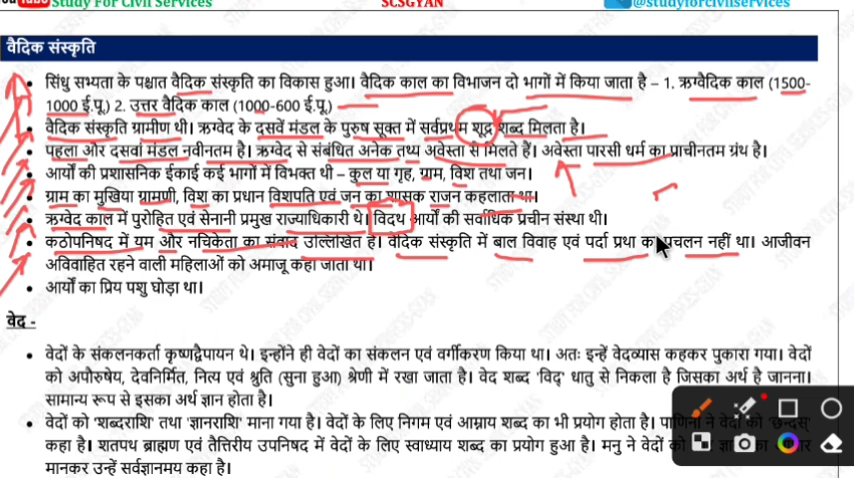 YouTube Study For Civil Services SCSGYAN @studyforcivilservices
वैदिक संस्कृति
• सिंधु सभ्यता के पश्चात वैदिक संस्कृति का विकास हुआ। वैदिक काल का विभाजन दो भागों में किया जाता है – 1. ऋग्वैदिक काल (1500-
1000 ई.पू.) 2. उत्तर वैदिक काल (1000-600 ई.पू.)
• वैदिक संस्कृति ग्रामीण थी। ऋग्वेद के दसवें मंडल के पुरुष सूक्त में सर्वप्रथम शूद्र शब्द मिलता है।
• पहला और दसवां मंडल नवीनतम है। ऋग्वेद से संबंधित अनेक तथ्य अवेस्ता से मिलते हैं। अवेस्ता पारसी धर्म का प्राचीनतम ग्रंथ है।
• आर्यों की प्रशासनिक ईकाई कई भागों में विभक्त थी – कुल या गृह, ग्राम, विश तथा जन।
• ग्राम का मुखिया ग्रामणी, विश का प्रधान विशपति एवं जन का शासक राजन कहलाता था।
• ऋग्वेद काल में पुरोहित एवं सेनानी प्रमुख राज्याधिकारी थे। विदथ आर्यों की सर्वाधिक प्रचीन संस्था थी।
• कठोपनिषद में यम और नचिकेता का संवाद उल्लिखित है। वैदिक संस्कृति में बाल विवाह एवं पर्दा प्रथा का प्रचलन नहीं था। आजीवन
अविवाहित रहने वाली महिलाओं को अमाजू कहा जाता था।
• आर्यों का प्रिय पशु घोड़ा था।
वेद -
• वेदों के संकलनकर्ता कृष्णद्वैपायन थे। इन्होंने ही वेदों का संकलन एवं वर्गीकरण किया था। अतः इन्हें वेदव्यास कहकर पुकारा गया। वेदों
को अपौरुषेय, देवनिर्मित, नित्य एवं श्रुति (सुना हुआ) श्रेणी में रखा जाता है। वेद शब्द 'विद्' धातु से निकला है जिसका अर्थ है जानना।
सामान्य रूप से इसका अर्थ ज्ञान होता है।
• वेदों को 'शब्दराशि' तथा 'ज्ञानराशि' माना गया है। वेदों के लिए निगम एवं आम्नाय शब्द का भी प्रयोग होता है। पाणिनी ने वेदों को 'छन्दस्'
कहा है। शतपथ ब्राह्मण एवं तैत्तिरीय उपनिषद में वेदों के लिए स्वाध्याय शब्द का प्रयोग हुआ है। मनु ने वेदों को
मानकर उन्हें सर्वज्ञानमय कहा है।